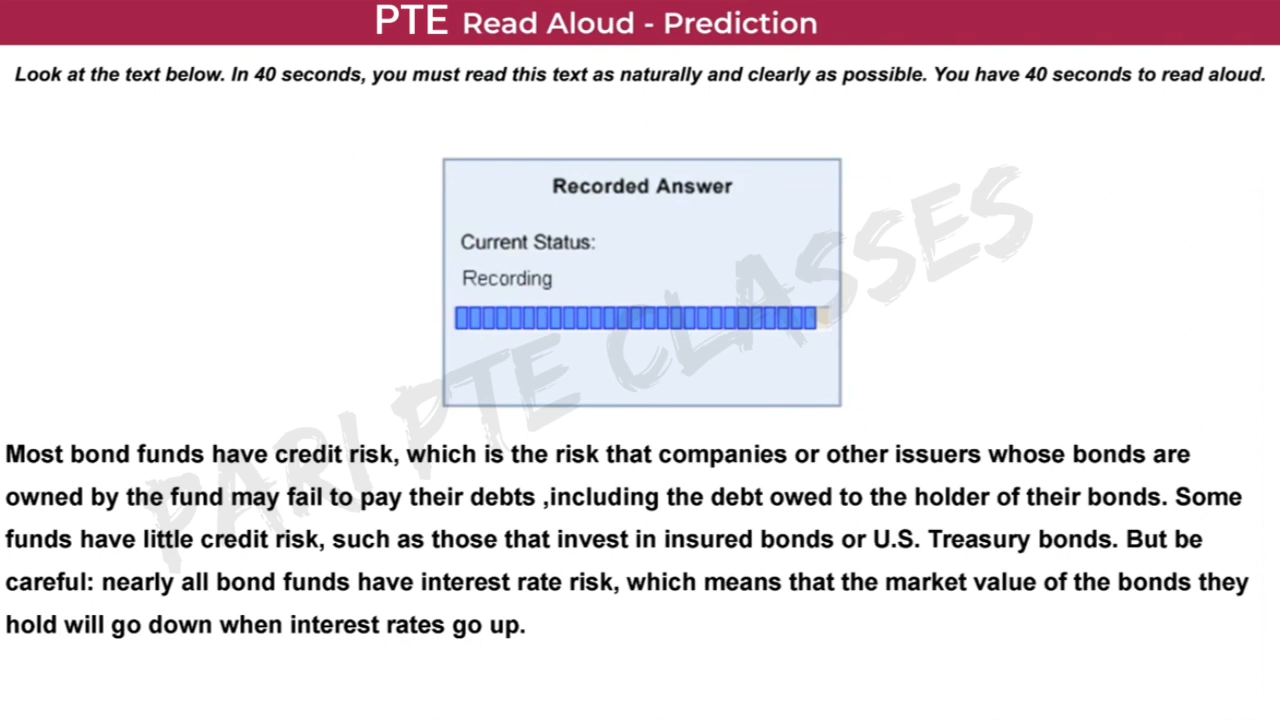 PTE Read Aloud - Prediction
Look at the text below. In 40 seconds, you must read this text as naturally and clearly as possible. You have 40 seconds to read aloud.
Recorded Answer
Current Status:
Recording
PARI PTE CLASSES
Most bond funds have credit risk, which is the risk that companies or other issuers whose bonds are
owned by the fund may fail to pay their debts ,including the debt owed to the holder of their bonds. Some
funds have little credit risk, such as those that invest in insured bonds or U.S. Treasury bonds. But be
careful: nearly all bond funds have interest rate risk, which means that the market value of the bonds they
hold will go down when interest rates go up.